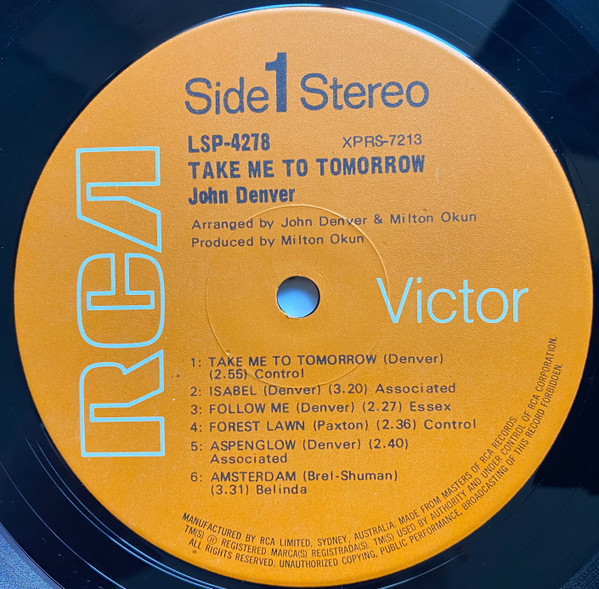 Side 1 Stereo
LSP-4278 XPRS-7213
TAKE ME TO TOMORROW
John Denver
Arranged by John Denver & Milton Okun
Produced by Milton Okun
RCA
Victor
1: TAKE ME TO TOMORROW (Denver)
(2.55) Control
2: ISABEL (Denver) (3.20) Associated
3: FOLLOW ME (Denver) (2.27) Essex
4: FOREST LAWN (Paxton) (2.36) Control
5: ASPENGLOW (Denver) (2.40)
Associated
6: AMSTERDAM (Brel-Shuman)
(3.31) Belinda
MANUFACTURED BY RCA LIMITED, SYDNEY, AUSTRALIA. MADE FROM MASTERS OF RCA RECORDS.
TM(S) ® REGISTERED MARCA(S) REGISTRADA(S). TM(S) USED BY AUTHORITY AND UNDER CONTROL OF RCA CORPORATION.
ALL RIGHTS RESERVED. UNAUTHORIZED COPYING, PUBLIC PERFORMANCE, BROADCASTING OF THIS RECORD FORBIDDEN.